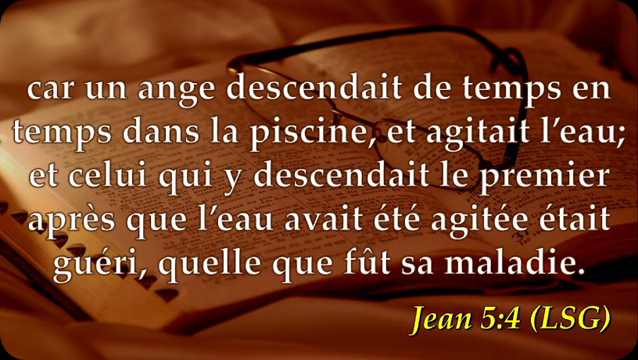 car un ange descendait de temps en
temps dans la piscine, et agitait l'eau;
et celui qui y descendait le premier
après que l'eau avait été agitée était
guéri, quelle que fût sa maladie.
Jean 5:4 (LSG)